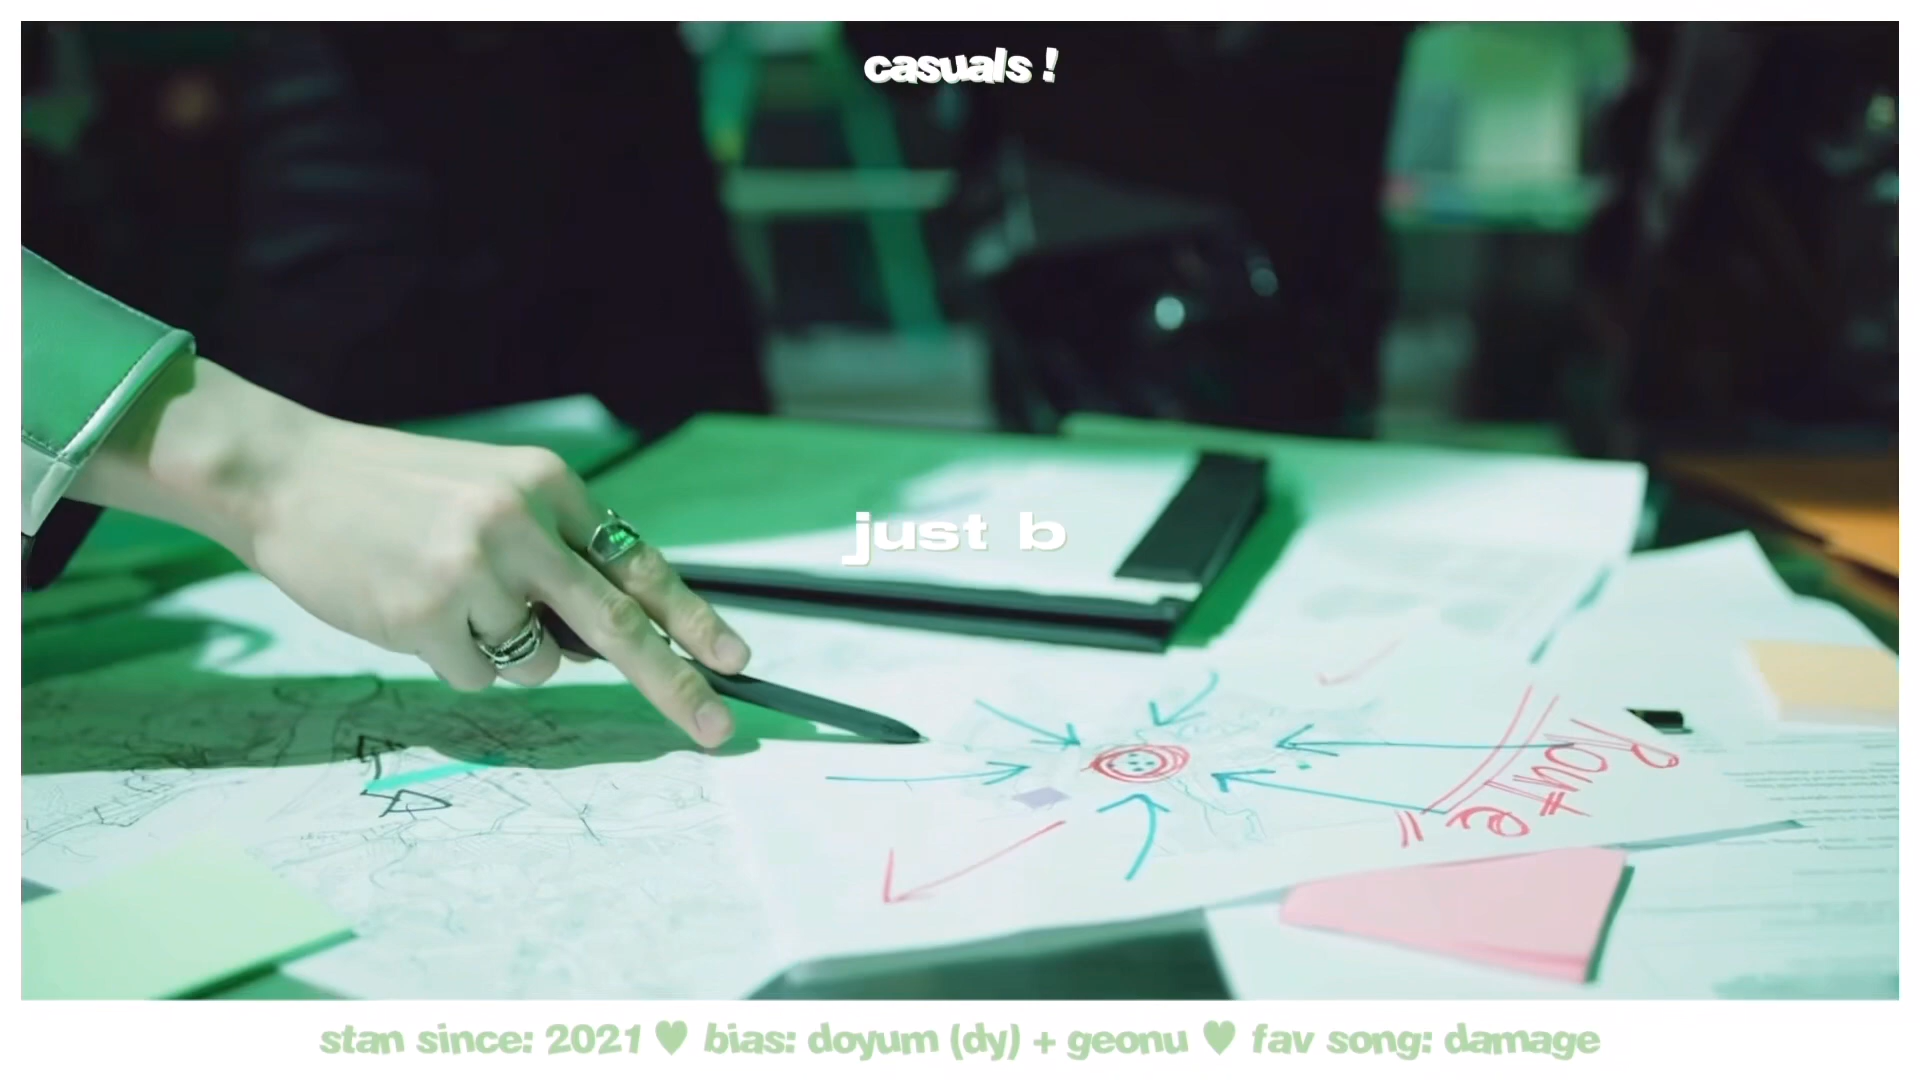 casuals !
just b
Route
stan since: 2021 ♥ bias: doyum (dy) + geonu ♥ fav song: damage